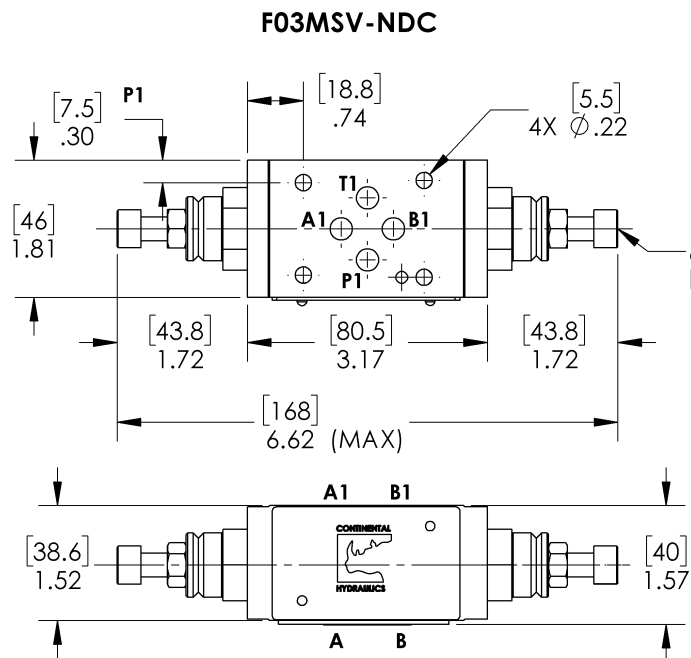 F03MSV-NDC
[7.5]
.30
P1
[18.8]
.74
[5.5]
4X Ø.22
T1
[46]
1.81
A1
B1
P1
[43.8]
1.72
[80.5]
3.17
[43.8]
1.72
[168]
6.62 (MAX)
A1
B1
[38.6]
1.52
CONTINENTAL
HYDRAULICS
[40]
1.57
A
B